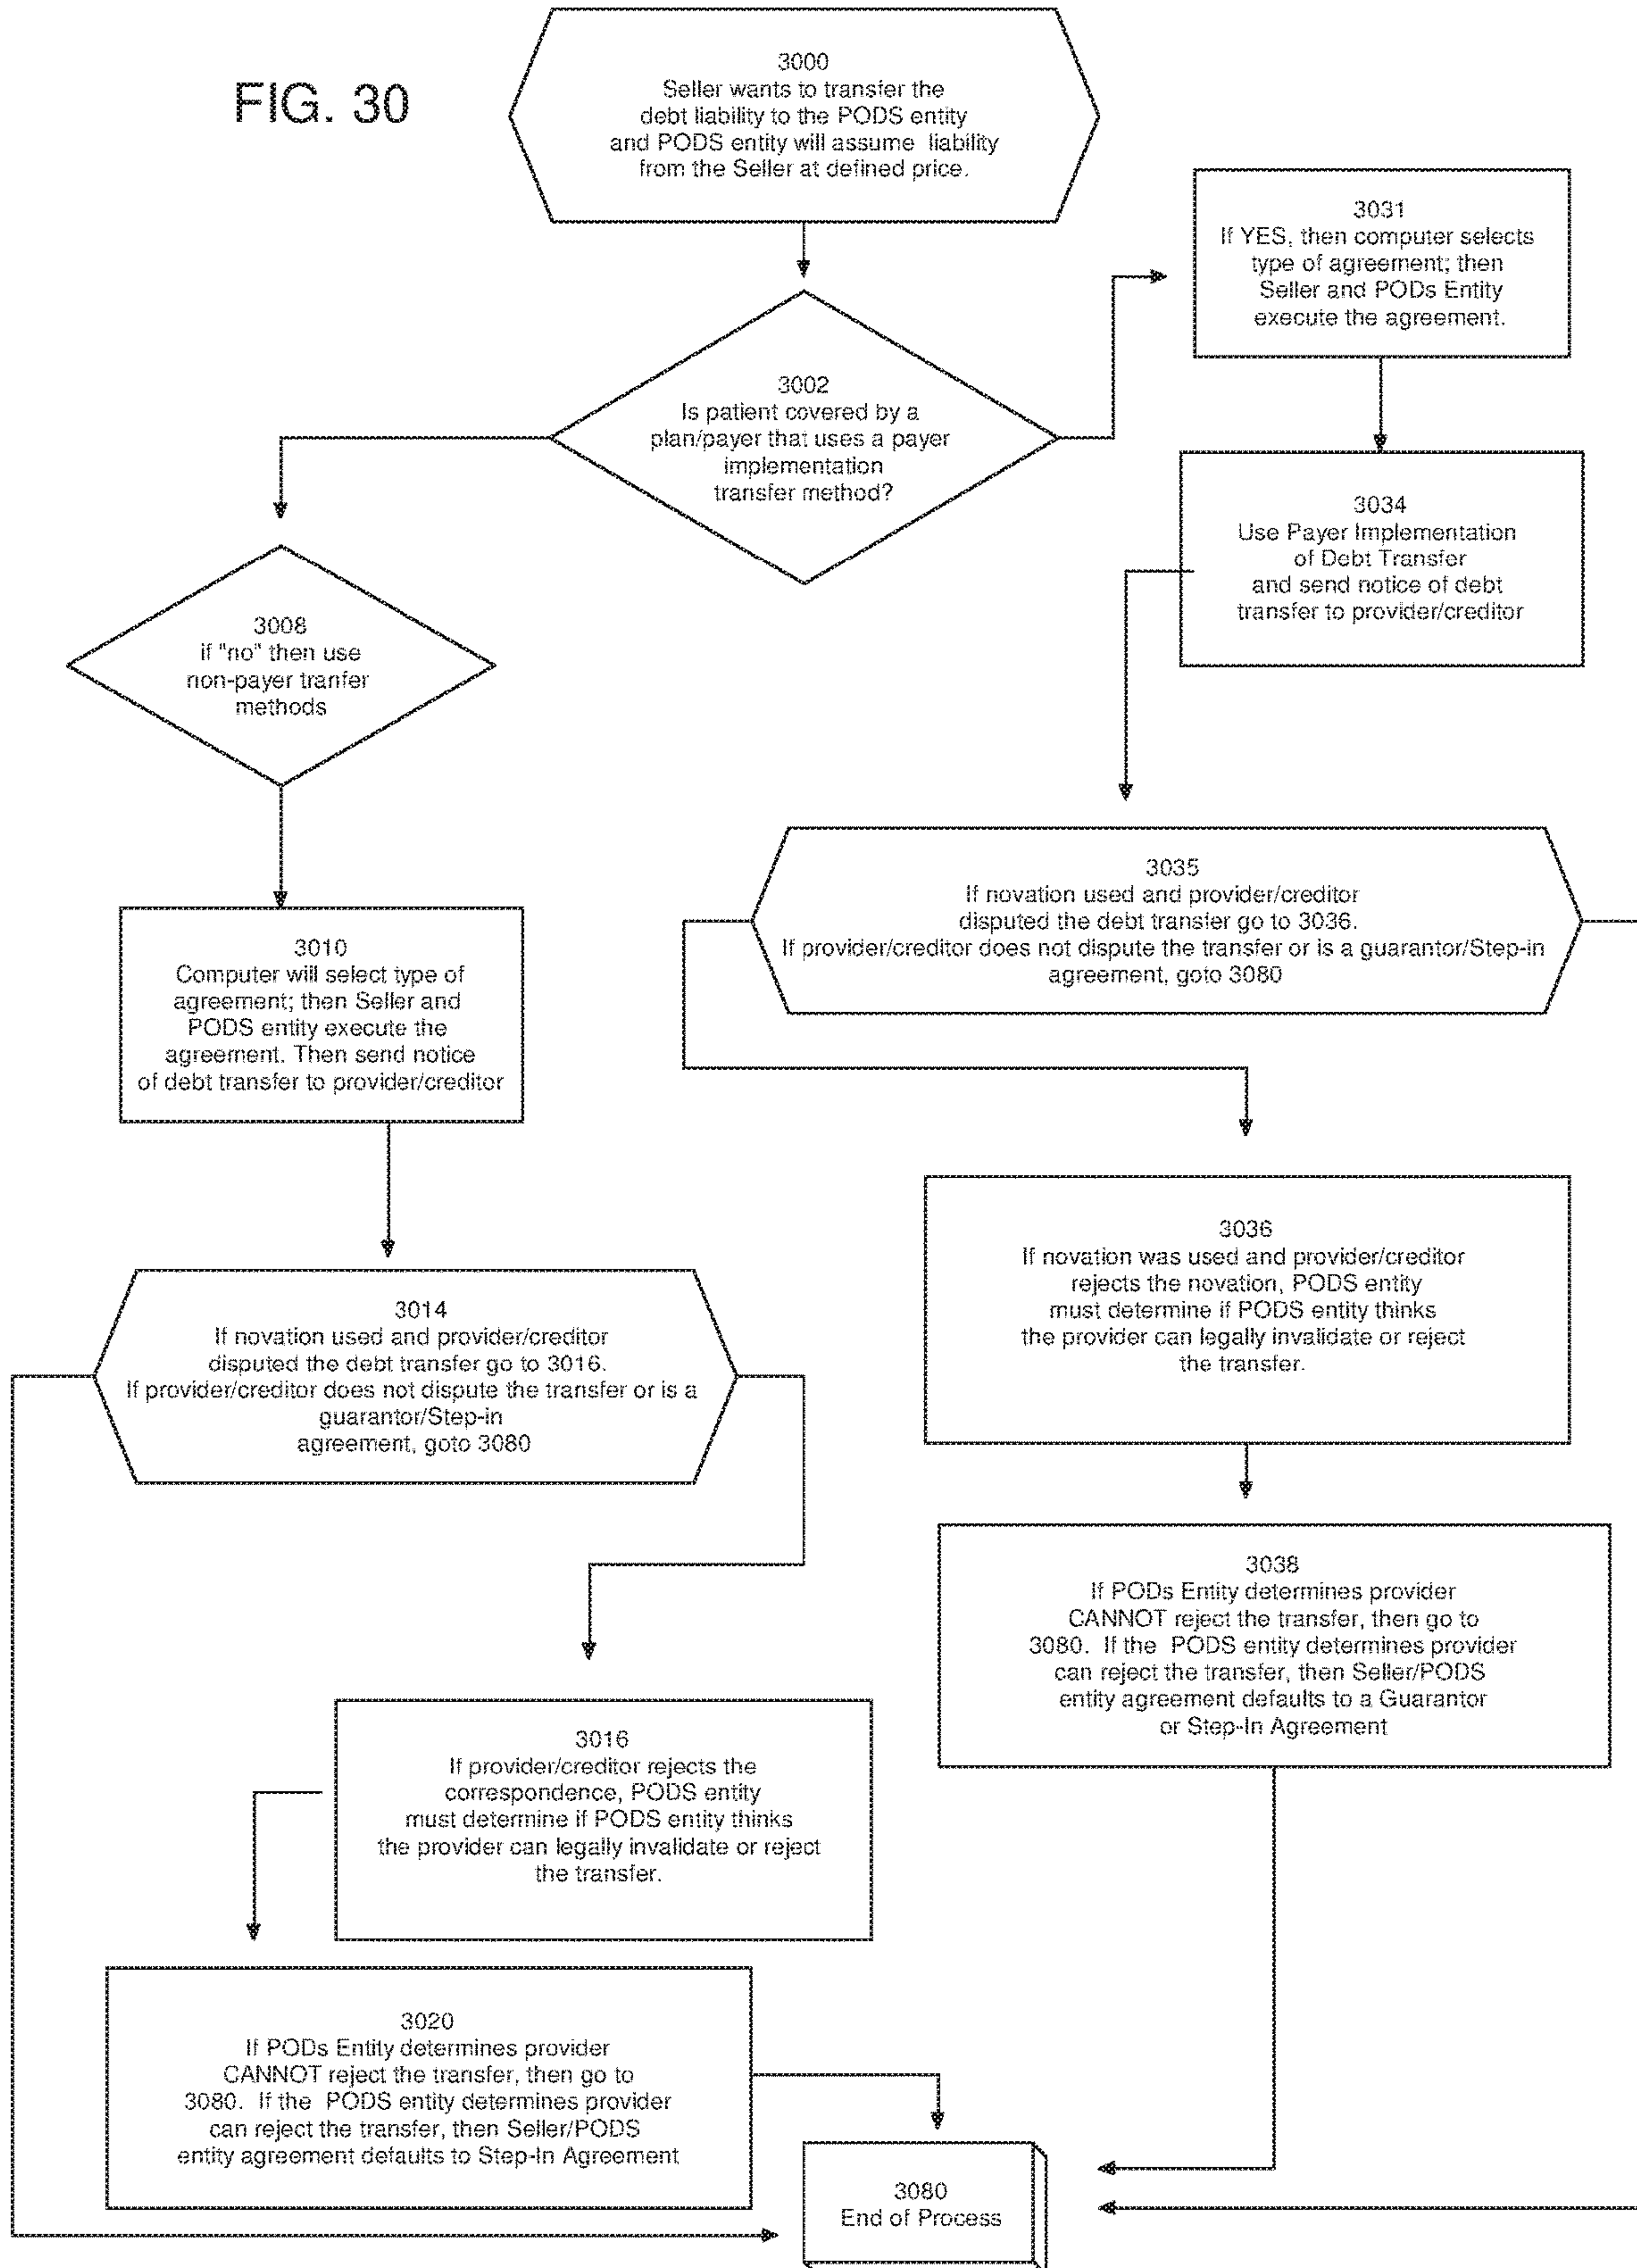 FIG. 30
3000
Seller wants to transfer the
debt liability to the PODS entity
and PODS entity will assume liability
from the Seller at defined price.
3031
If YES, then computer selects
type of agreement; then
Seller and PODs Entity
execute the agreement.
3002
Is patient covered by a
plan/payer that uses a payer
implementation
transfer method?
3034
Use Payer Implementation
of Debt Transfer
and send notice of debt
transfer to provider/creditor
3008
if "no" then use
non-payer tranfer
methods
3035
If novation used and provider/creditor
disputed the debt transfer go to 3036.
If provider/creditor does not dispute the transfer or is a guarantor/Step-in
agreement, goto 3080
3010
Computer will select type of
agreement; then Seller and
PODS entity execute the
agreement. Then send notice
of debt transfer to provider/creditor
3036
If novation was used and provider/creditor
rejects the novation, PODS entity
must determine if PODS entity thinks
the provider can legally invalidate or reject
the transfer.
3014
If novation used and provider/creditor
disputed the debt transfer go to 3016.
If provider/creditor does not dispute the transfer or is a
guarantor/Step-in
agreement, goto 3080
3038
If PODs Entity determines provider
CANNOT reject the transfer, then go to
3080. If the PODS entity determines provider
can reject the transfer, then Seller/PODS
entity agreement defaults to a Guarantor
or Step-In Agreement
3016
If provider/creditor rejects the
correspondence, PODS entity
must determine if PODS entity thinks
the provider can legally invalidate or reject
the transfer.
3020
If PODs Entity determines provider
CANNOT reject the transfer, then go to
3080. If the PODS entity determines provider
can reject the transfer, then Seller/PODS
entity agreement defaults to Step-In Agreement
3080
End of Process